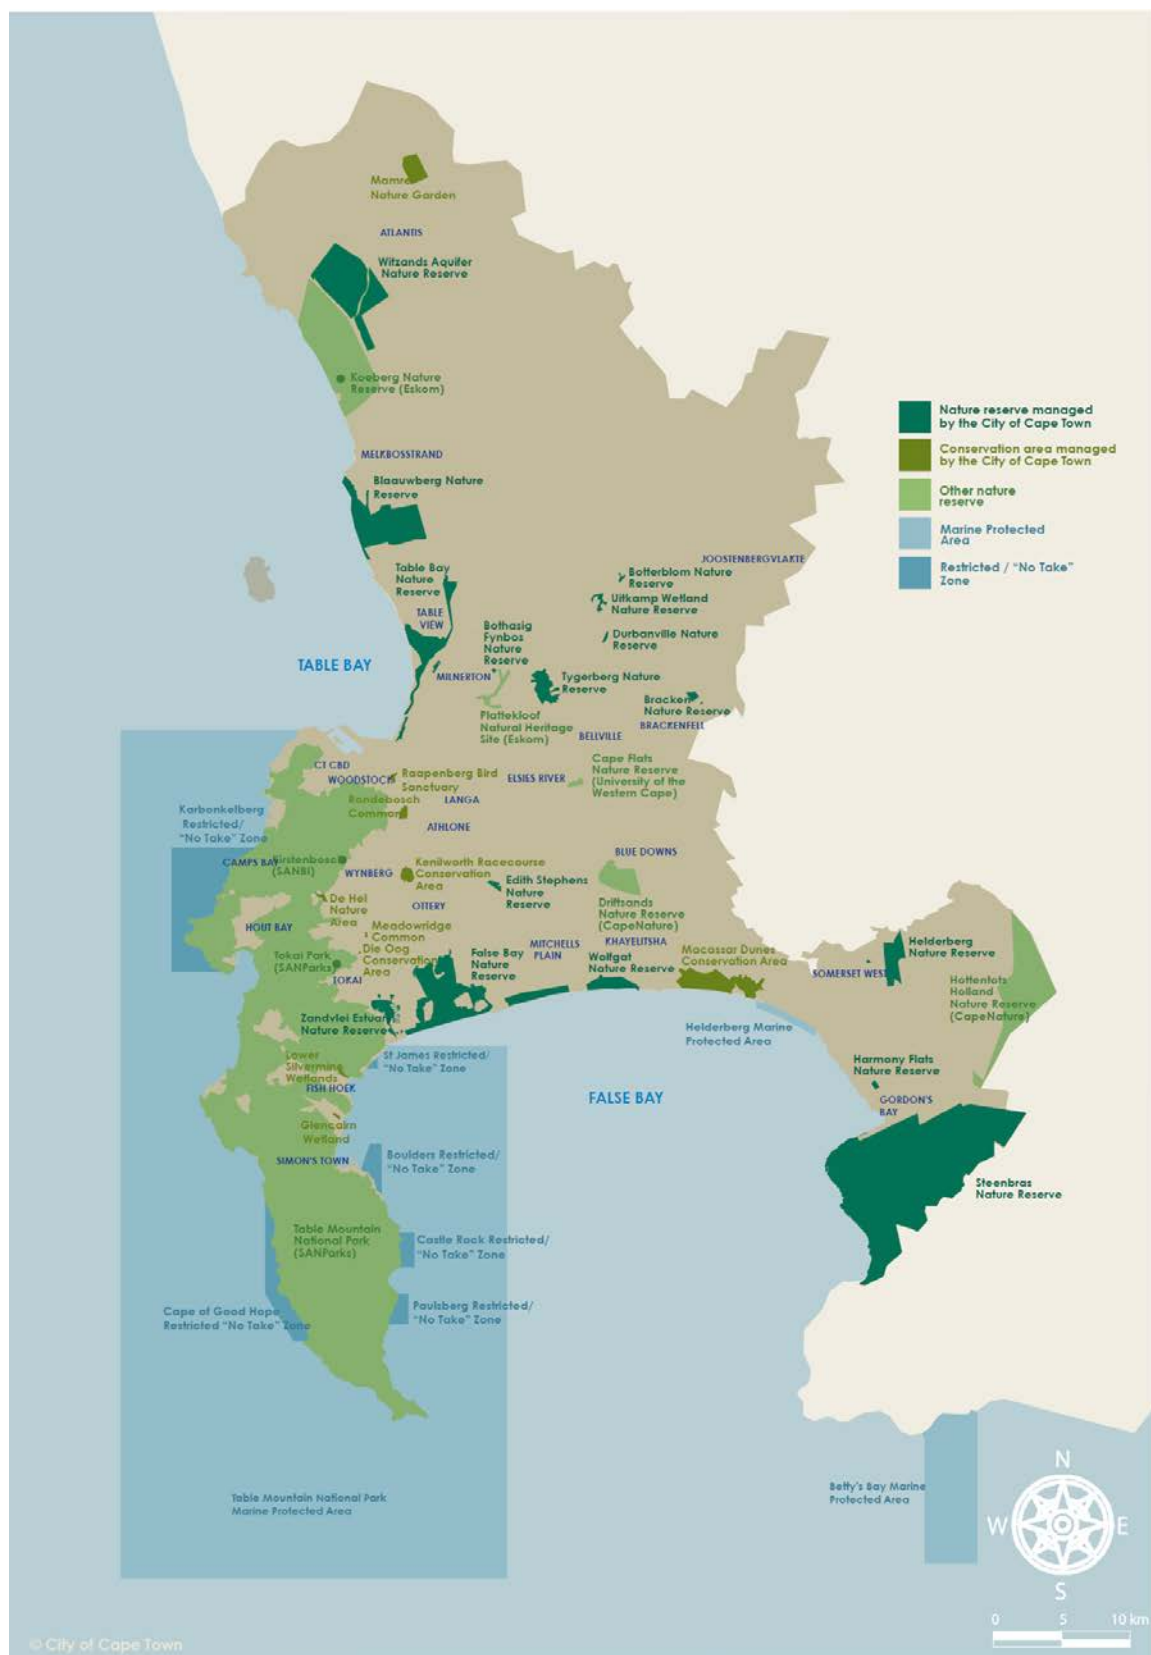 Mamre
Nature Garden
ATLANTIS
Witzands Aquifer
Nature Reserve
Koeberg Nature
Reserve (Eskom)
Nature reserve managed
by the City of Cape Town
Conservation area managed
by the City of Cape Town
Other nature
reserve
Marine Protected
Area
Restricted / “No Take”
Zone
MELKBOSSTRAND
Blaauwberg Nature
Reserve
JOOSTENBERGVLAKTE
Table Bay
Nature
Reserve
Botterblom Nature
Reserve
Uitkamp Wetland
Nature Reserve
TABLE
VIEW
Bothasig
Fynbos
Nature
Reserve
Durbanville Nature
Reserve
TABLE BAY
MILNERTON
Tygerberg Nature
Reserve
Bracken
Nature Reserve
BRACKENFELL
Plattekloof
Natural Heritage
Site (Eskom)
BELLVILLE
CT CBD
WOODSTOCK
Raapenberg Bird
Sanctuary
ELSIES RIVER
Cape Flats
Nature Reserve
(University of the
Western Cape)
Rondebosch
Common
LANGA
Karbonkelberg
Restricted/
“No Take” Zone
ATHLONE
CAMPS BAY
Kirstenbosch
(SANBI)
WYNBERG
Kenilworth Racecourse
Conservation
Area
BLUE DOWNS
Edith Stephens
Nature
Reserve
De Hel
Nature
Area
OTTERY
Driftsands
Nature Reserve
(CapeNature)
HOUT BAY
Meadowridge
Common
Die Oog
Conservation
Area
MITCHELLS
PLAIN
KHAYELITSHA
Tokai Park
(SANParks)
TOKAI
False Bay
Nature
Reserve
Wolfgat
Nature Reserve
Macassar Dunes
Conservation Area
SOMERSET WEST
Helderberg
Nature Reserve
Hottentots
Holland
Nature Reserve
(CapeNature)
Zandvlei Estuary
Nature Reserve
Helderberg Marine
Protected Area
Lower
Silvermine
Wetlands
St James Restricted/
“No Take” Zone
Harmony Flats
Nature Reserve
FISH HOEK
FALSE BAY
GORDON'S
BAY
Glencairn
Wetland
SIMON'S TOWN
Boulders Restricted/
“No Take” Zone
Steenbras
Nature Reserve
Table Mountain
National Park
(SANParks)
Castle Rock Restricted/
“No Take” Zone
Cape of Good Hope
Restricted “No Take” Zone
Paulsberg Restricted/
“No Take” Zone
Table Mountain National Park
Marine Protected Area
Betty's Bay Marine
Protected Area
N
W E
S
0 5 10 km
© City of Cape Town